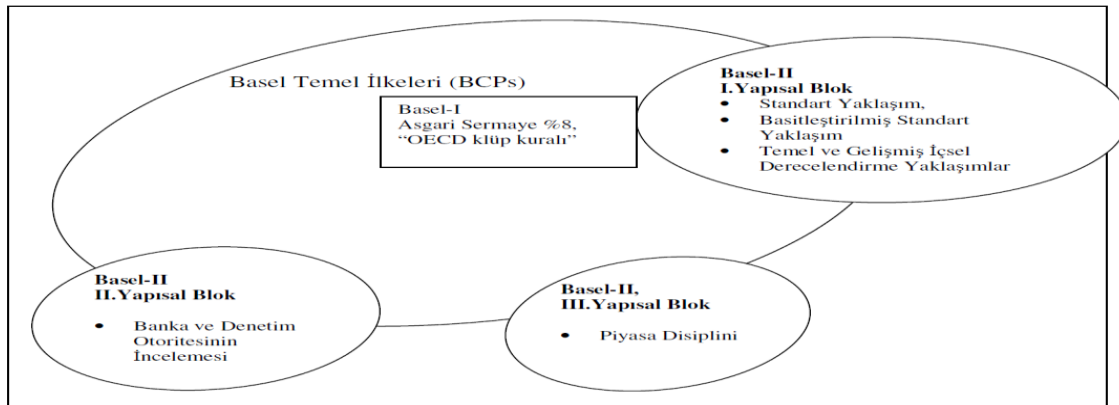 Basel Temel İlkeleri (BCPs)
Basel-I
Asgari Sermaye %8,
“OECD klüp kuralı”
Basel-II
I.Yapısal Blok
• Standart Yaklaşım,
• Basitleştirilmiş Standart
Yaklaşım
• Temel ve Gelişmiş İçsel
Derecelendirme Yaklaşımlar
Basel-II
II.Yapısal Blok
• Banka ve Denetim
Otoritesinin
İncelemesi
Basel-II,
III.Yapısal Blok
• Piyasa Disiplini